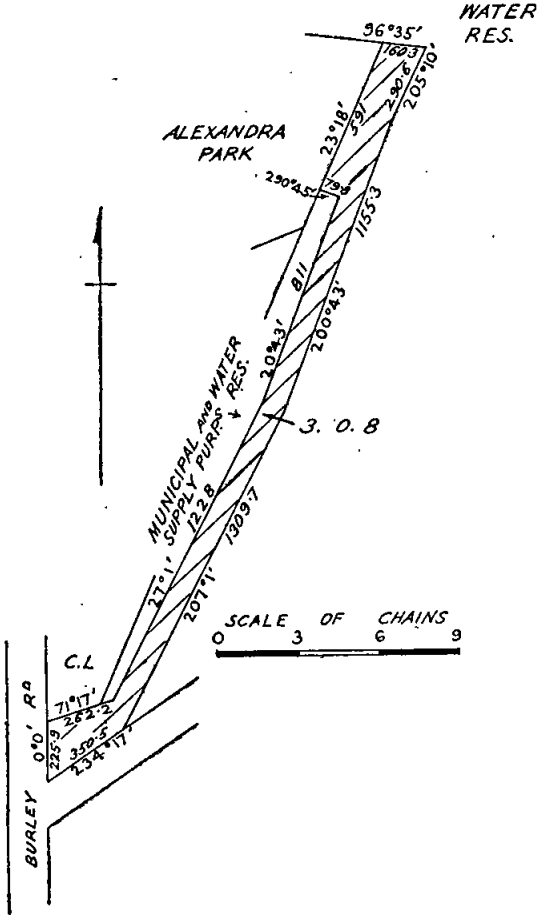 WATER
RES.
96°35'
160.3
205°10'
290.6
591
23°18'
ALEXANDRA
PARK
290°45'
79.8
1155.3
811
200°43'
20°43'
MUNICIPAL AND WATER
SUPPLY PURPS RES.
3. 0. 8
1228
1309.7
27°1'
207°1'
SCALE OF CHAINS
0 3 6 9
C.L
71°17'
262.2
0°0' RD
225.9
350.5
234°17'
BURLEY